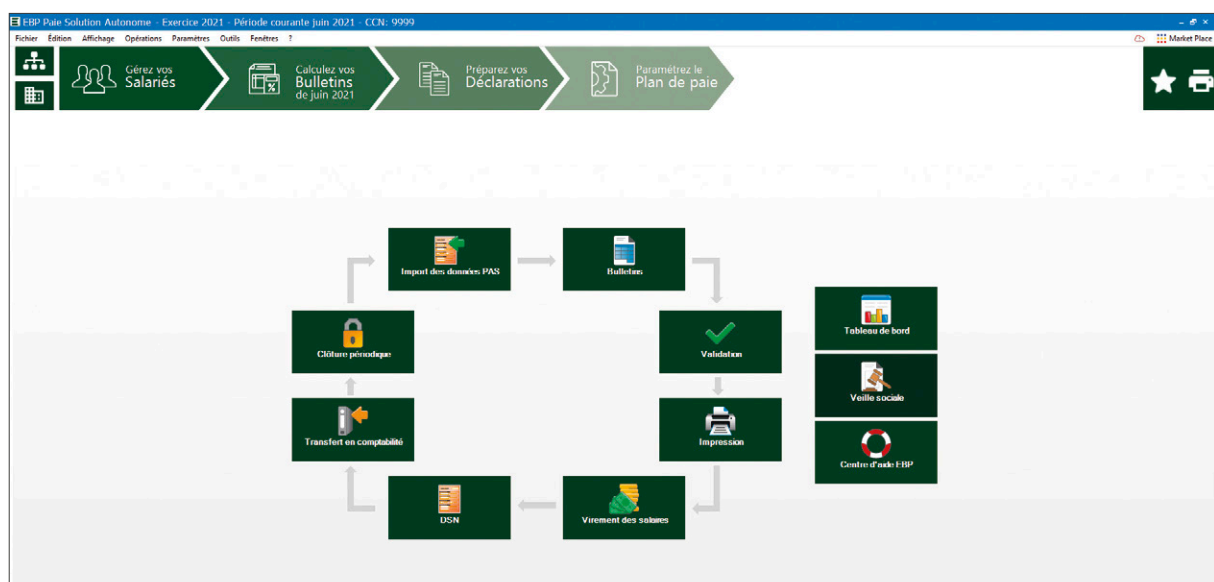 EBP Paie Solution Autonome - Exercice 2021 - Période courante juin 2021 - CCN: 9999
Fichier Édition Affichage Opérations Paramètres Outils Fenêtres ?
Market Place
Gérez vos
Salariés
Calculez vos
Bulletins
de juin 2021
Préparez vos
Déclarations
Paramétrez le
Plan de paie
Import des données PAS
Bulletins
Clôture périodique
Validation
Tableau de bord
Veille sociale
Transfert en comptabilité
Impression
Centre d'aide EBP
DSN
Virement des salaires